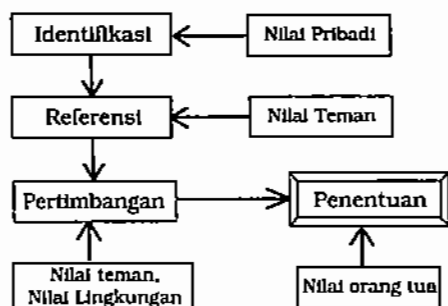 Identifikasi
Nilai Pribadi
Referensi
Nilai Teman
Pertimbangan
Penentuan
Nilai teman,
Nilai Lingkungan
Nilai orang tua